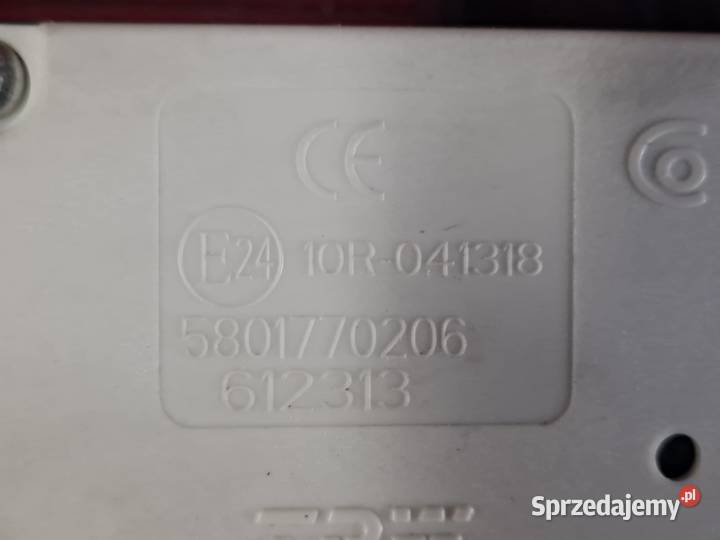 CE
E24 10R-041318
5801770206
612313
Sprzedajemy.pl